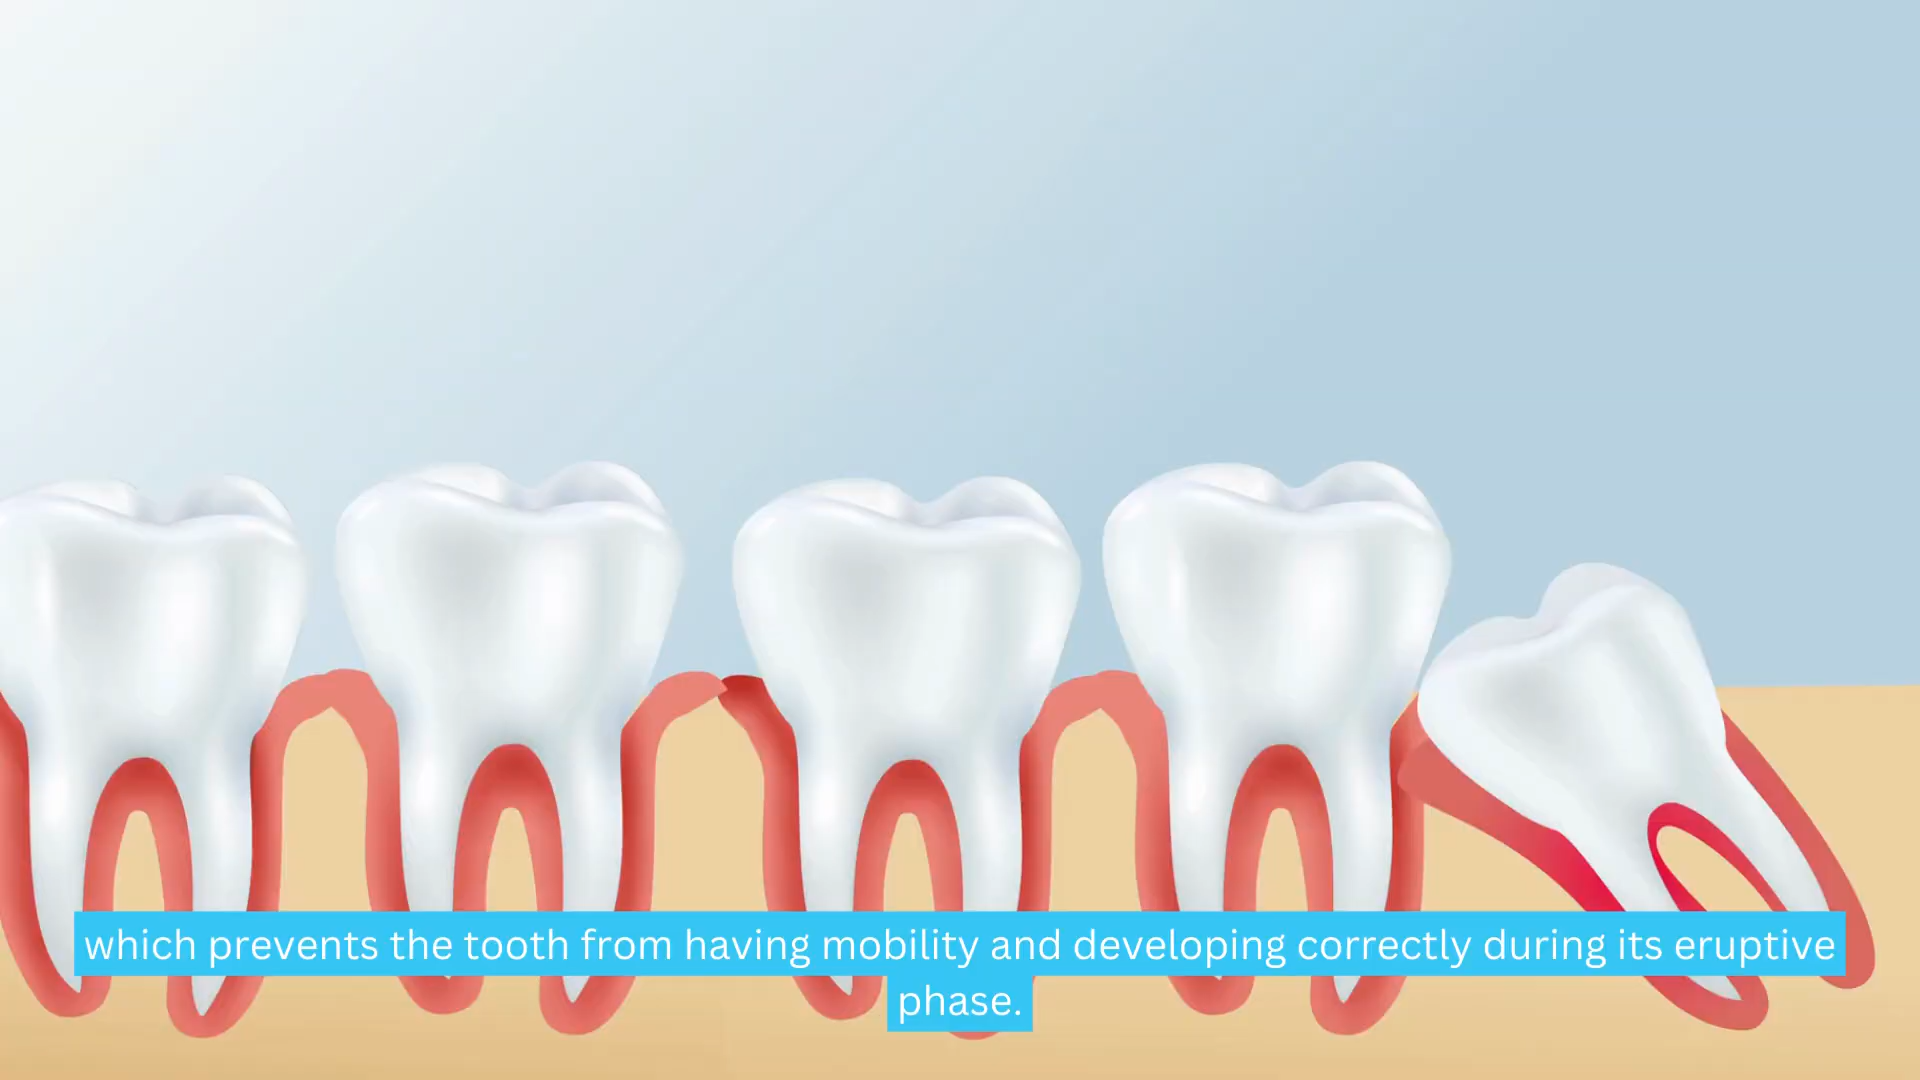 which prevents the tooth from having mobility and developing correctly during its eruptive
phase.